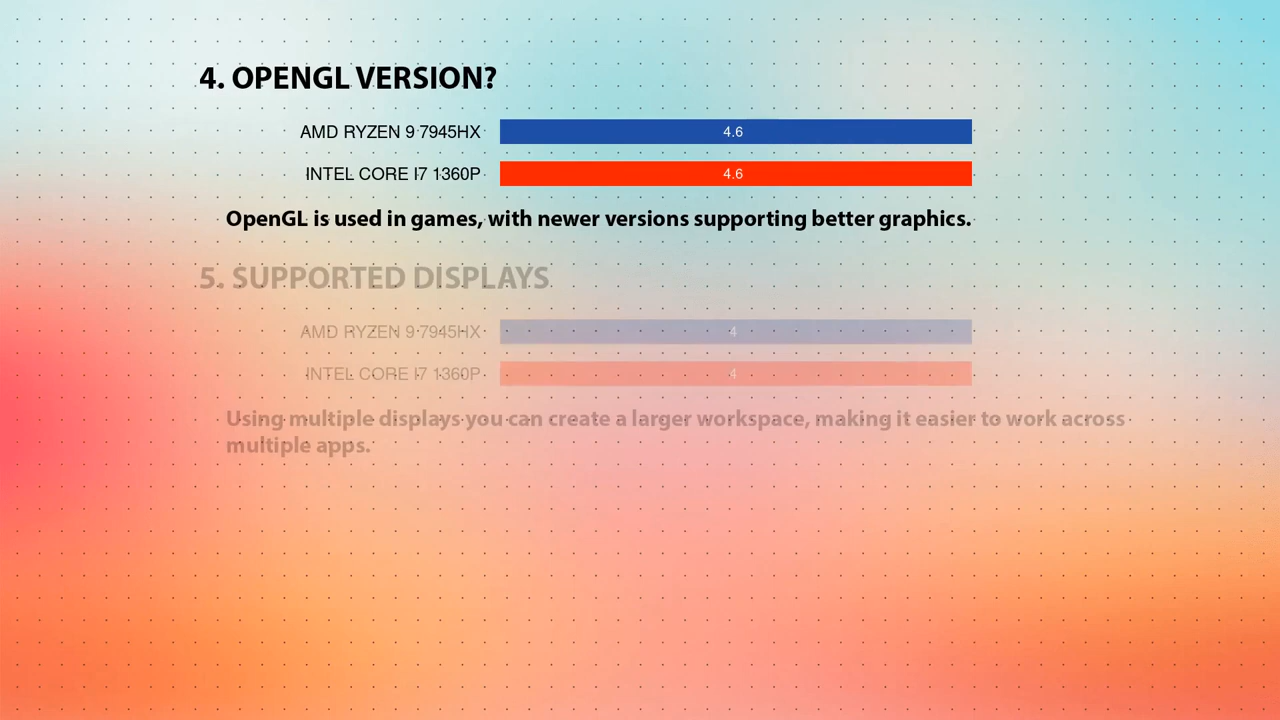 4. OPENGL VERSION?
AMD RYZEN 9 7945HX
4.6
INTEL CORE I7 1360P
4.6
OpenGL is used in games, with newer versions supporting better graphics.
5. SUPPORTED DISPLAYS
AMD RYZEN 9 7945HX
4
INTEL CORE I7 1360P
4
Using multiple displays you can create a larger workspace, making it easier to work across
multiple apps.